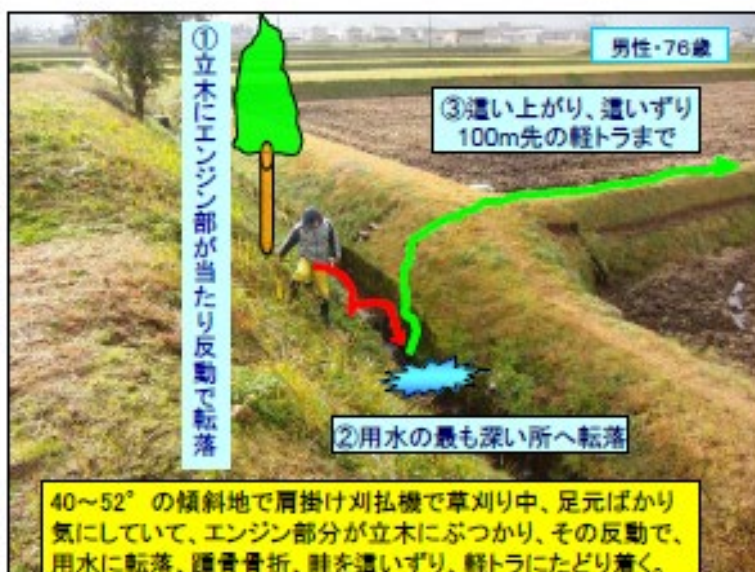 ①立木にエンジン部が当たり反動で転落
男性・76歳
③這い上がり、這いずり
100m先の軽トラまで
②用水の最も深い所へ転落
40～52°の傾斜地で肩掛け刈払機で草刈り中、足元ばかり
気にしていて、エンジン部分が立木にぶつかり、その反動で、
用水に転落、踵骨骨折、畦を這いずり、軽トラにたどり着く。